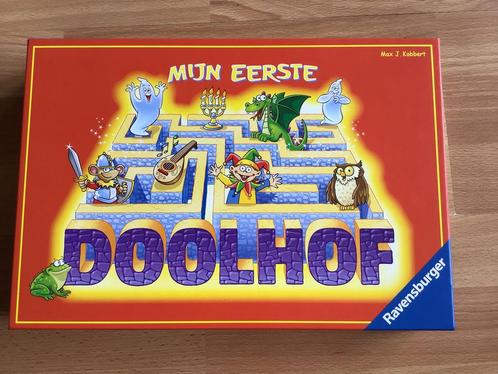 Max J. Kobbert
MIJN EERSTE
DOOLHOF
Ravensburger